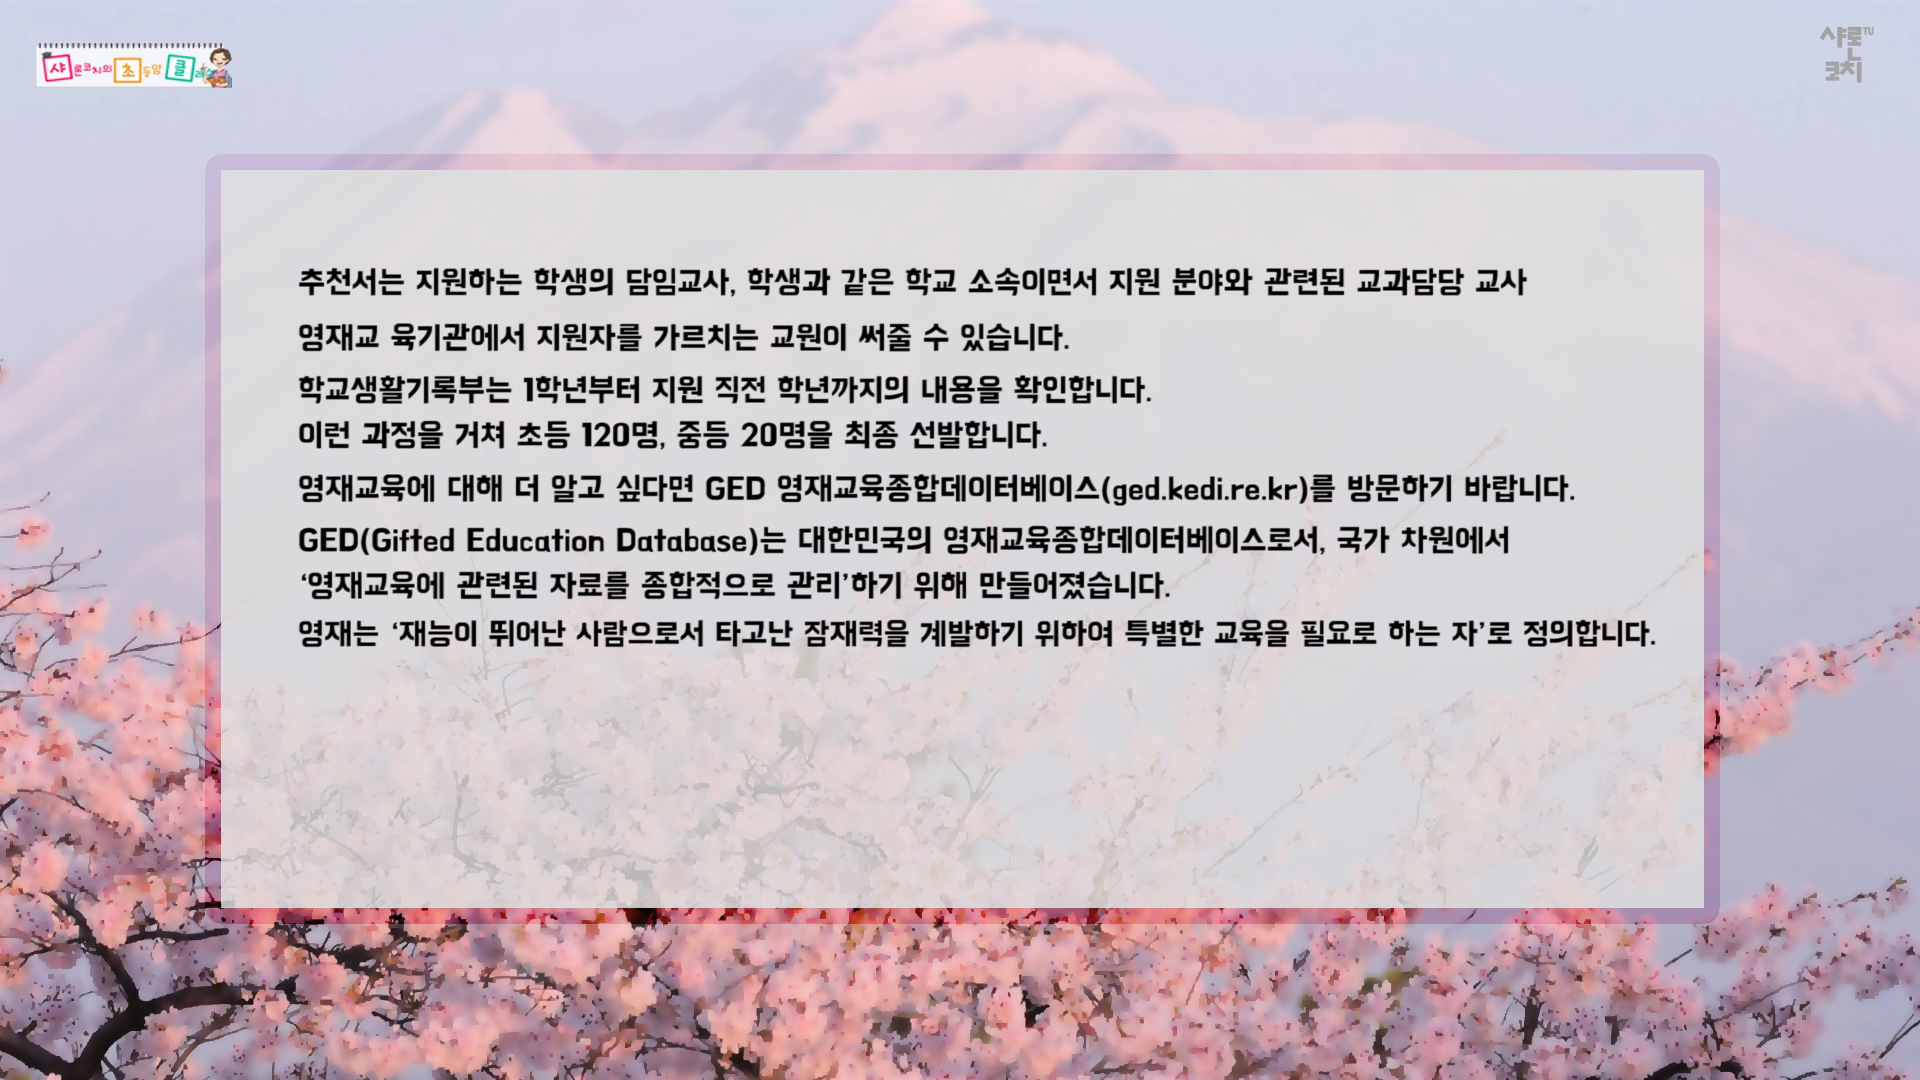 샤론코치의 초등맘 클래스
샤론TV
코치
추천서는 지원하는 학생의 담임교사, 학생과 같은 학교 소속이면서 지원 분야와 관련된 교과담당 교사
영재교 육기관에서 지원자를 가르치는 교원이 써줄 수 있습니다.
학교생활기록부는 1학년부터 지원 직전 학년까지의 내용을 확인합니다.
이런 과정을 거쳐 초등 120명, 중등 20명을 최종 선발합니다.
영재교육에 대해 더 알고 싶다면 GED 영재교육종합데이터베이스(ged.kedi.re.kr)를 방문하기 바랍니다.
GED(Gifted Education Database)는 대한민국의 영재교육종합데이터베이스로서, 국가 차원에서
‘영재교육에 관련된 자료를 종합적으로 관리’하기 위해 만들어졌습니다.
영재는 ‘재능이 뛰어난 사람으로서 타고난 잠재력을 계발하기 위하여 특별한 교육을 필요로 하는 자’로 정의합니다.